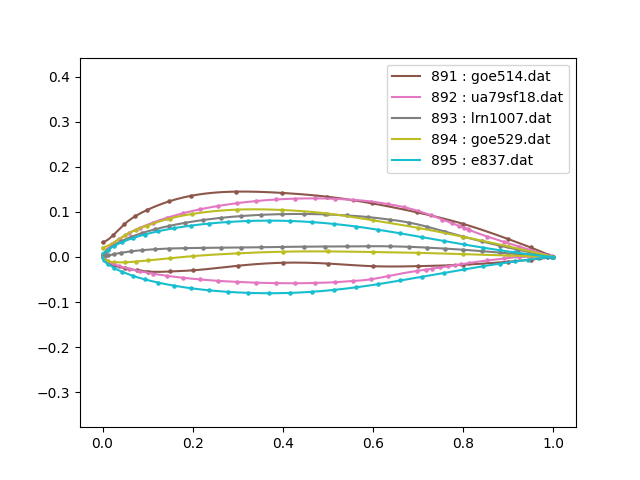 0.4
0.3
0.2
0.1
0.0
−0.1
−0.2
−0.3
0.0 0.2 0.4 0.6 0.8 1.0
891 : goe514.dat
892 : ua79sf18.dat
893 : lrn1007.dat
894 : goe529.dat
895 : e837.dat